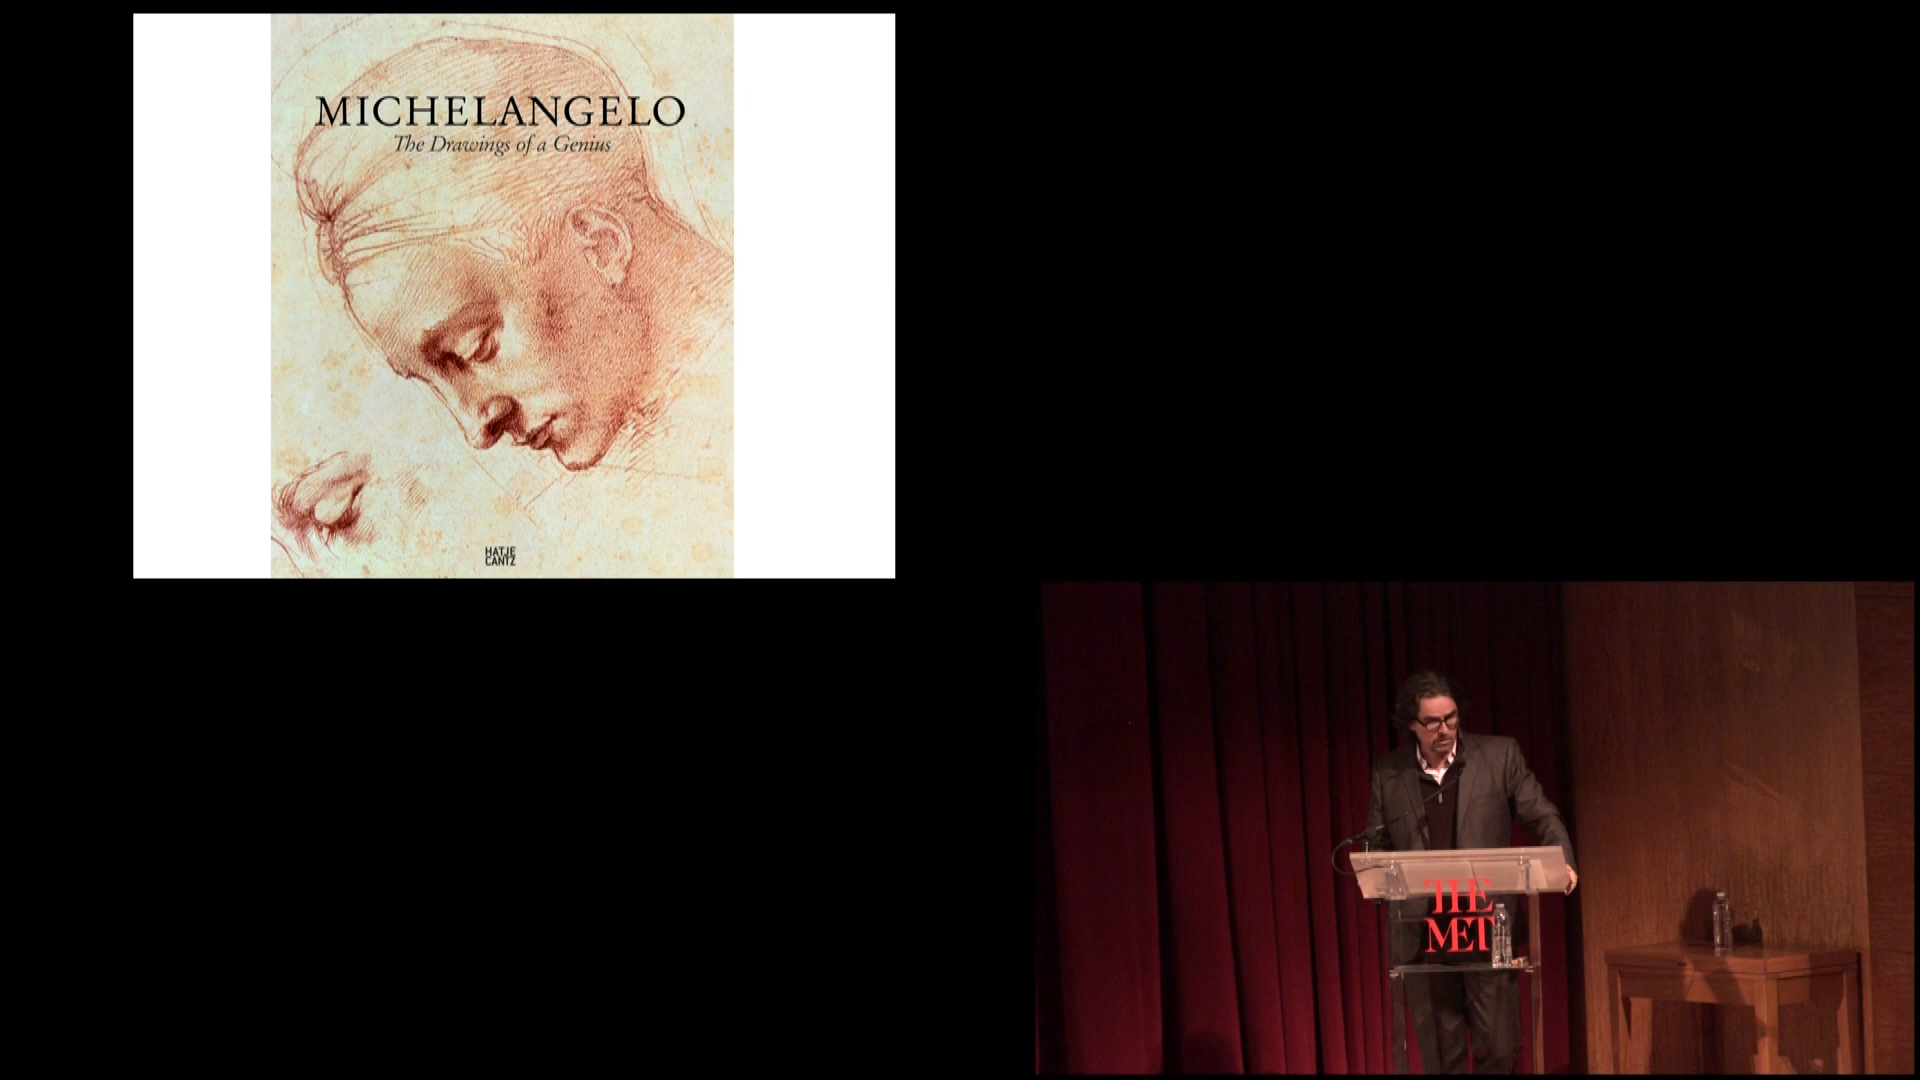 MICHELANGELO
The Drawings of a Genius
HATJE
CANTZ
THE
MET